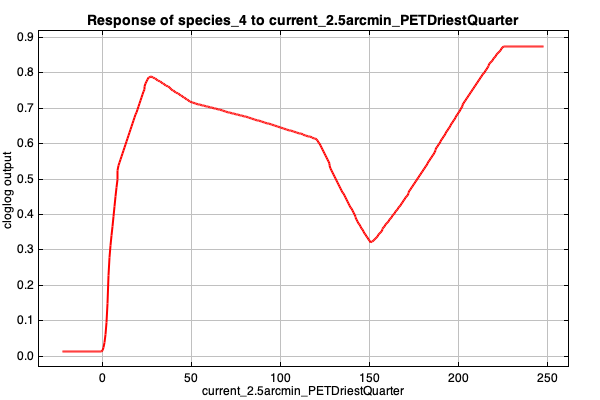 Response of species_4 to current_2.5arcmin_PETDriestQuarter
0.9
0.8
0.7
0.6
0.5
0.4
0.3
0.2
0.1
0.0
cloglog output
0 50 100 150 200 250
current_2.5arcmin_PETDriestQuarter